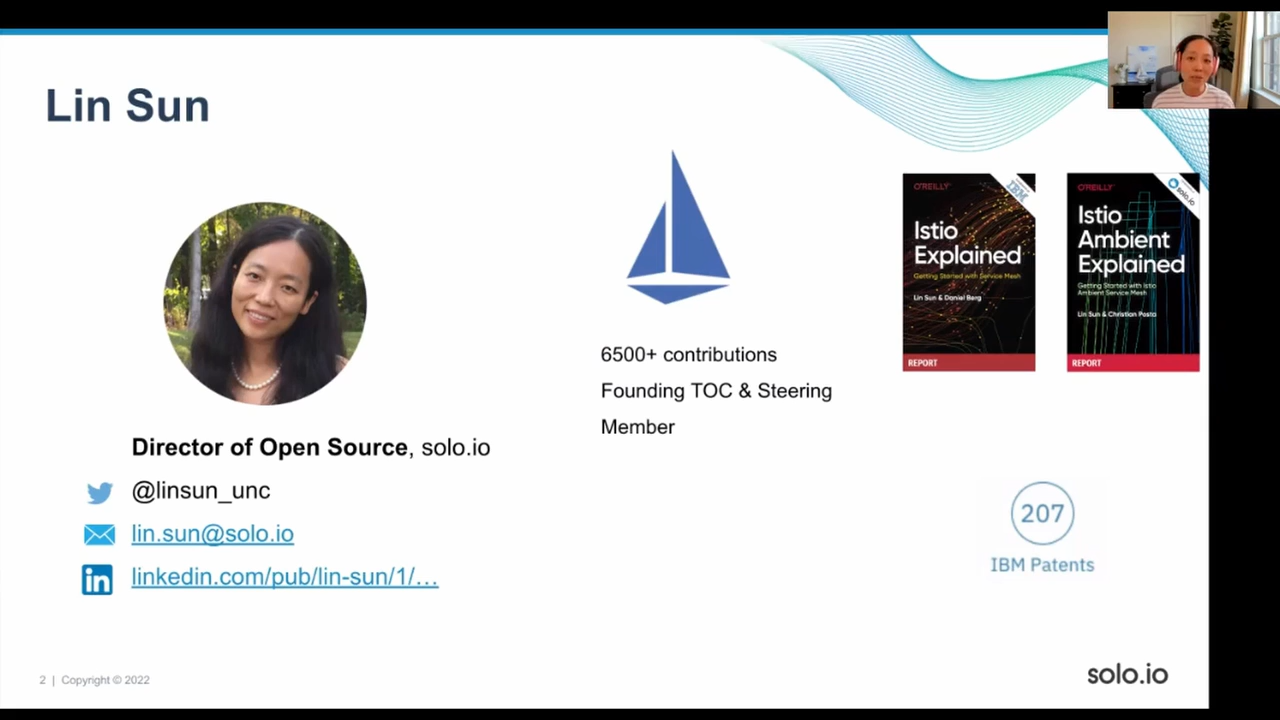 Lin Sun
Director of Open Source, solo.io
@linsun_unc
lin.sun@solo.io
linkedin.com/pub/lin-sun/1/…
6500+ contributions
Founding TOC & Steering
Member
O'REILLY
IBM
Istio
Explained
Getting Started with Service Mesh
Lin Sun & Daniel Berg
REPORT
O'REILLY
solo.io
Istio
Ambient
Explained
Getting Started with Istio
Ambient Service Mesh
Lin Sun & Christian Posta
REPORT
207
IBM Patents
2 | Copyright © 2022
solo.io